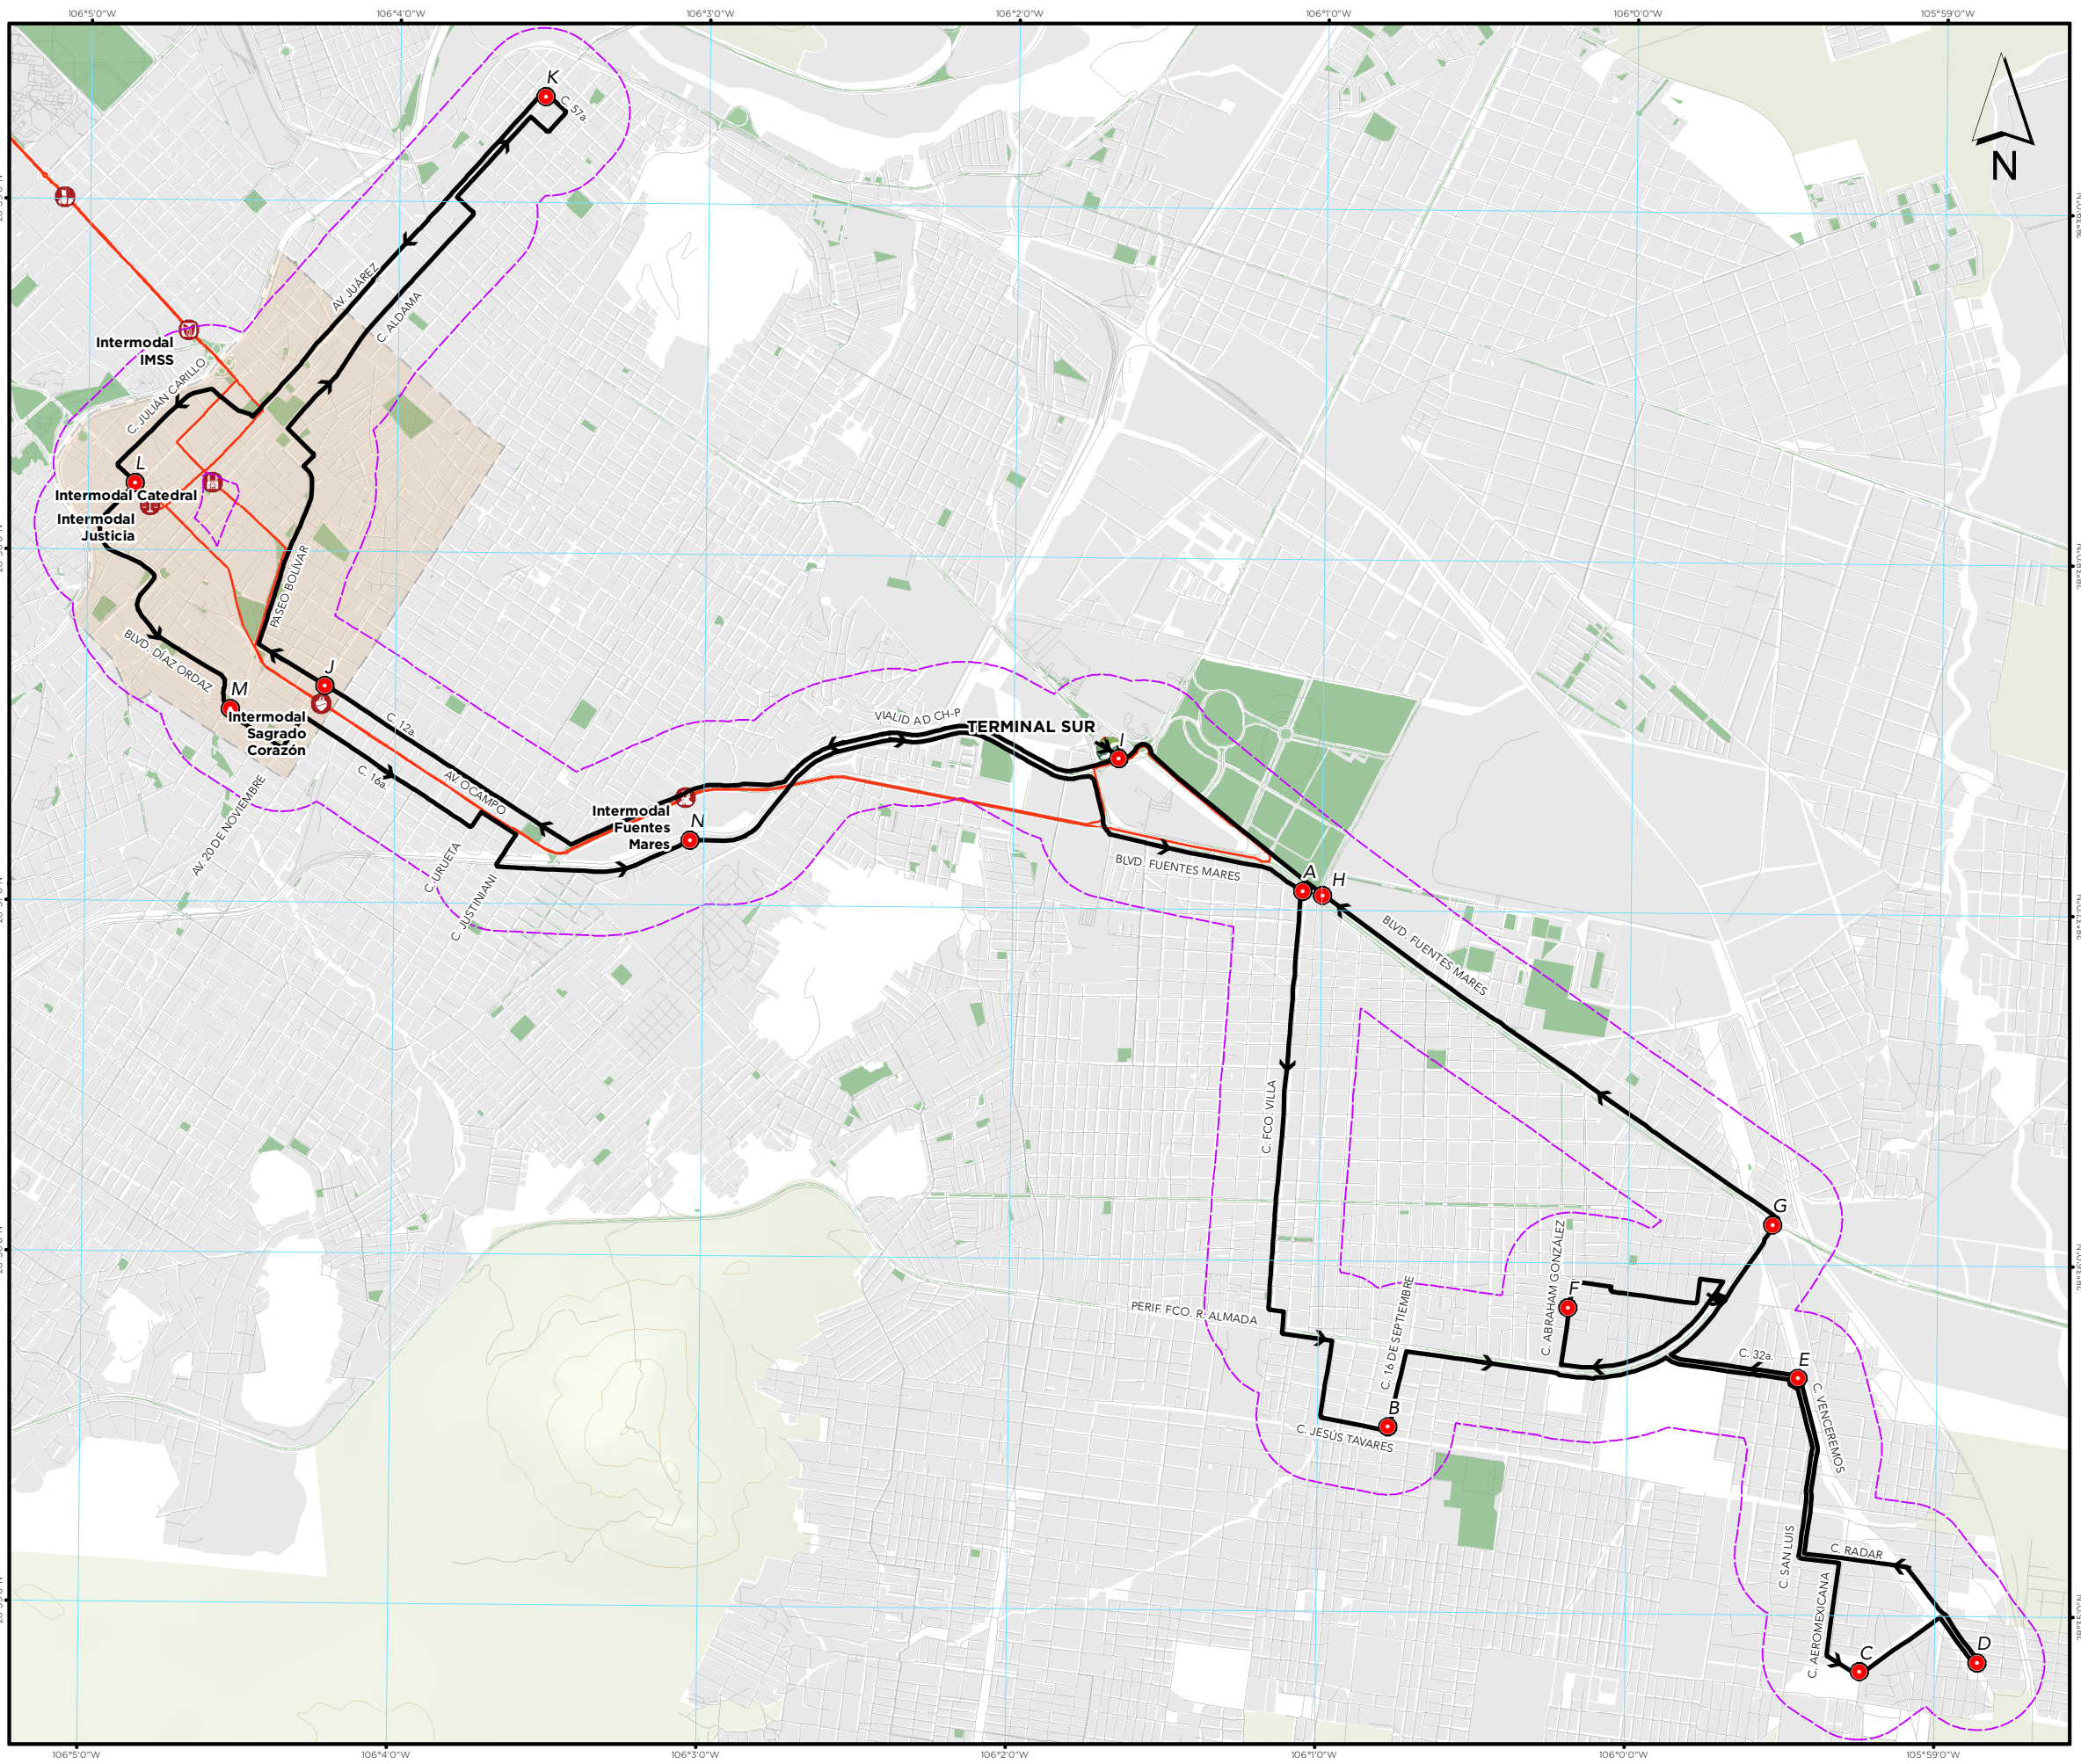 106°5'0"W
106°4'0"W
106°3'0"W
106°2'0"W
106°1'0"W
106°0'0"W
105°59'0"W
K
C. 57a.
N
AV. JUÁREZ
C. ALDAMA
Intermodal
IMSS
C. JULIÁN CARILLO
L
Intermodal Catedral
Intermodal
Justicia
PASEO BOLÍVAR
BLVD. DÍAZ ORDAZ
J
M
Intermodal
Sagrado
Corazón
C. 12a.
VIALIDAD CH-P
TERMINAL SUR
I
C. 16a.
AV. OCAMPO
AV. 20 DE NOVIEMBRE
Intermodal
Fuentes
Mares
N
C. URUETA
C. JUSTINIANI
BLVD. FUENTES MARES
A
H
BLVD. FUENTES MARES
C. FCO. VILLA
G
C. ABRAHAM GONZÁLEZ
F
PERIF. FCO. R. ALMADA
C. 16 DE SEPTIEMBRE
C. 32a.
E
C. VENCEREMOS
B
C. JESÚS TAVARES
C. SAN LUIS
C. RADAR
C. AEROMEXICANA
C
D
106°5'0"W
106°4'0"W
106°3'0"W
106°2'0"W
106°1'0"W
106°0'0"W
105°59'0"W